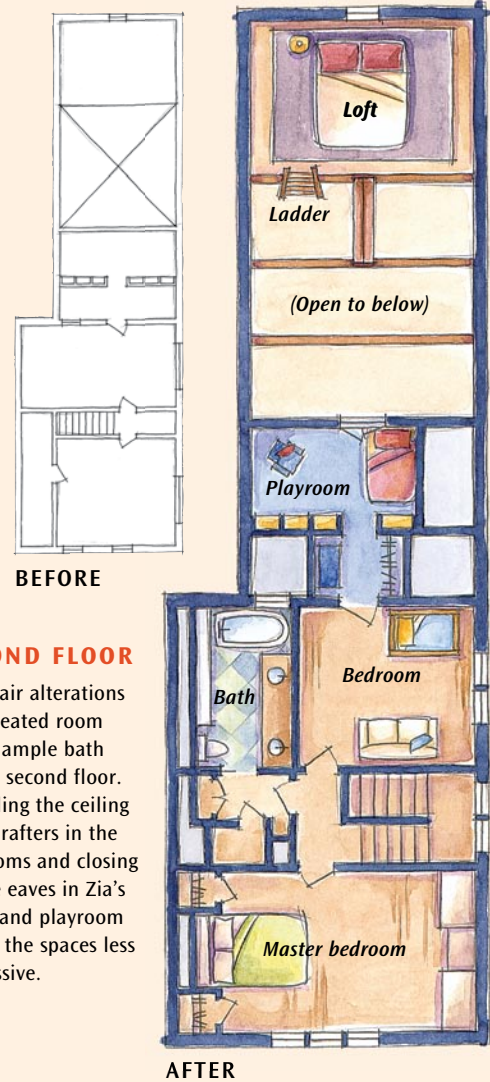 Loft
Ladder
(Open to below)
Playroom
BEFORE
OND FLOOR
air alterations
eated room
ample bath
second floor.
ling the ceiling
rafters in the
oms and closing
eaves in Zia's
and playroom
the spaces less
ssive.
Bath
Bedroom
Master bedroom
AFTER